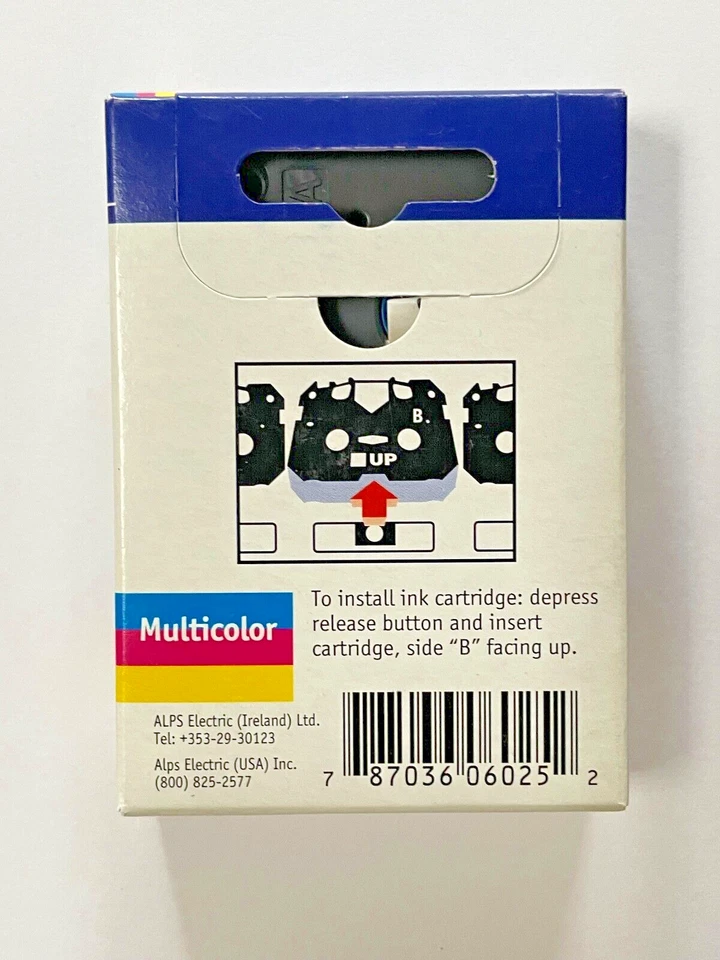 B.
UP
To install ink cartridge: depress
release button and insert
cartridge, side “B” facing up.
Multicolor
ALPS Electric (Ireland) Ltd.
Tel: +353-29-30123
Alps Electric (USA) Inc.
(800) 825-2577
7 87036 06025 2